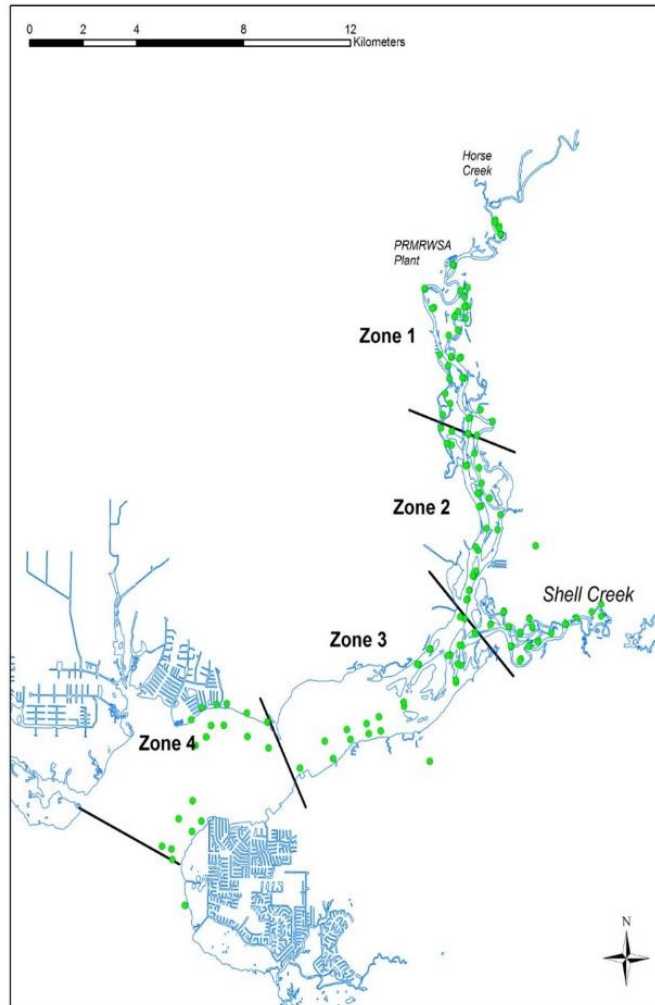 0 2 4 8 12
Kilometers
Horse
Creek
PRMRWSA
Plant
Zone 1
Zone 2
Shell Creek
Zone 3
Zone 4
N